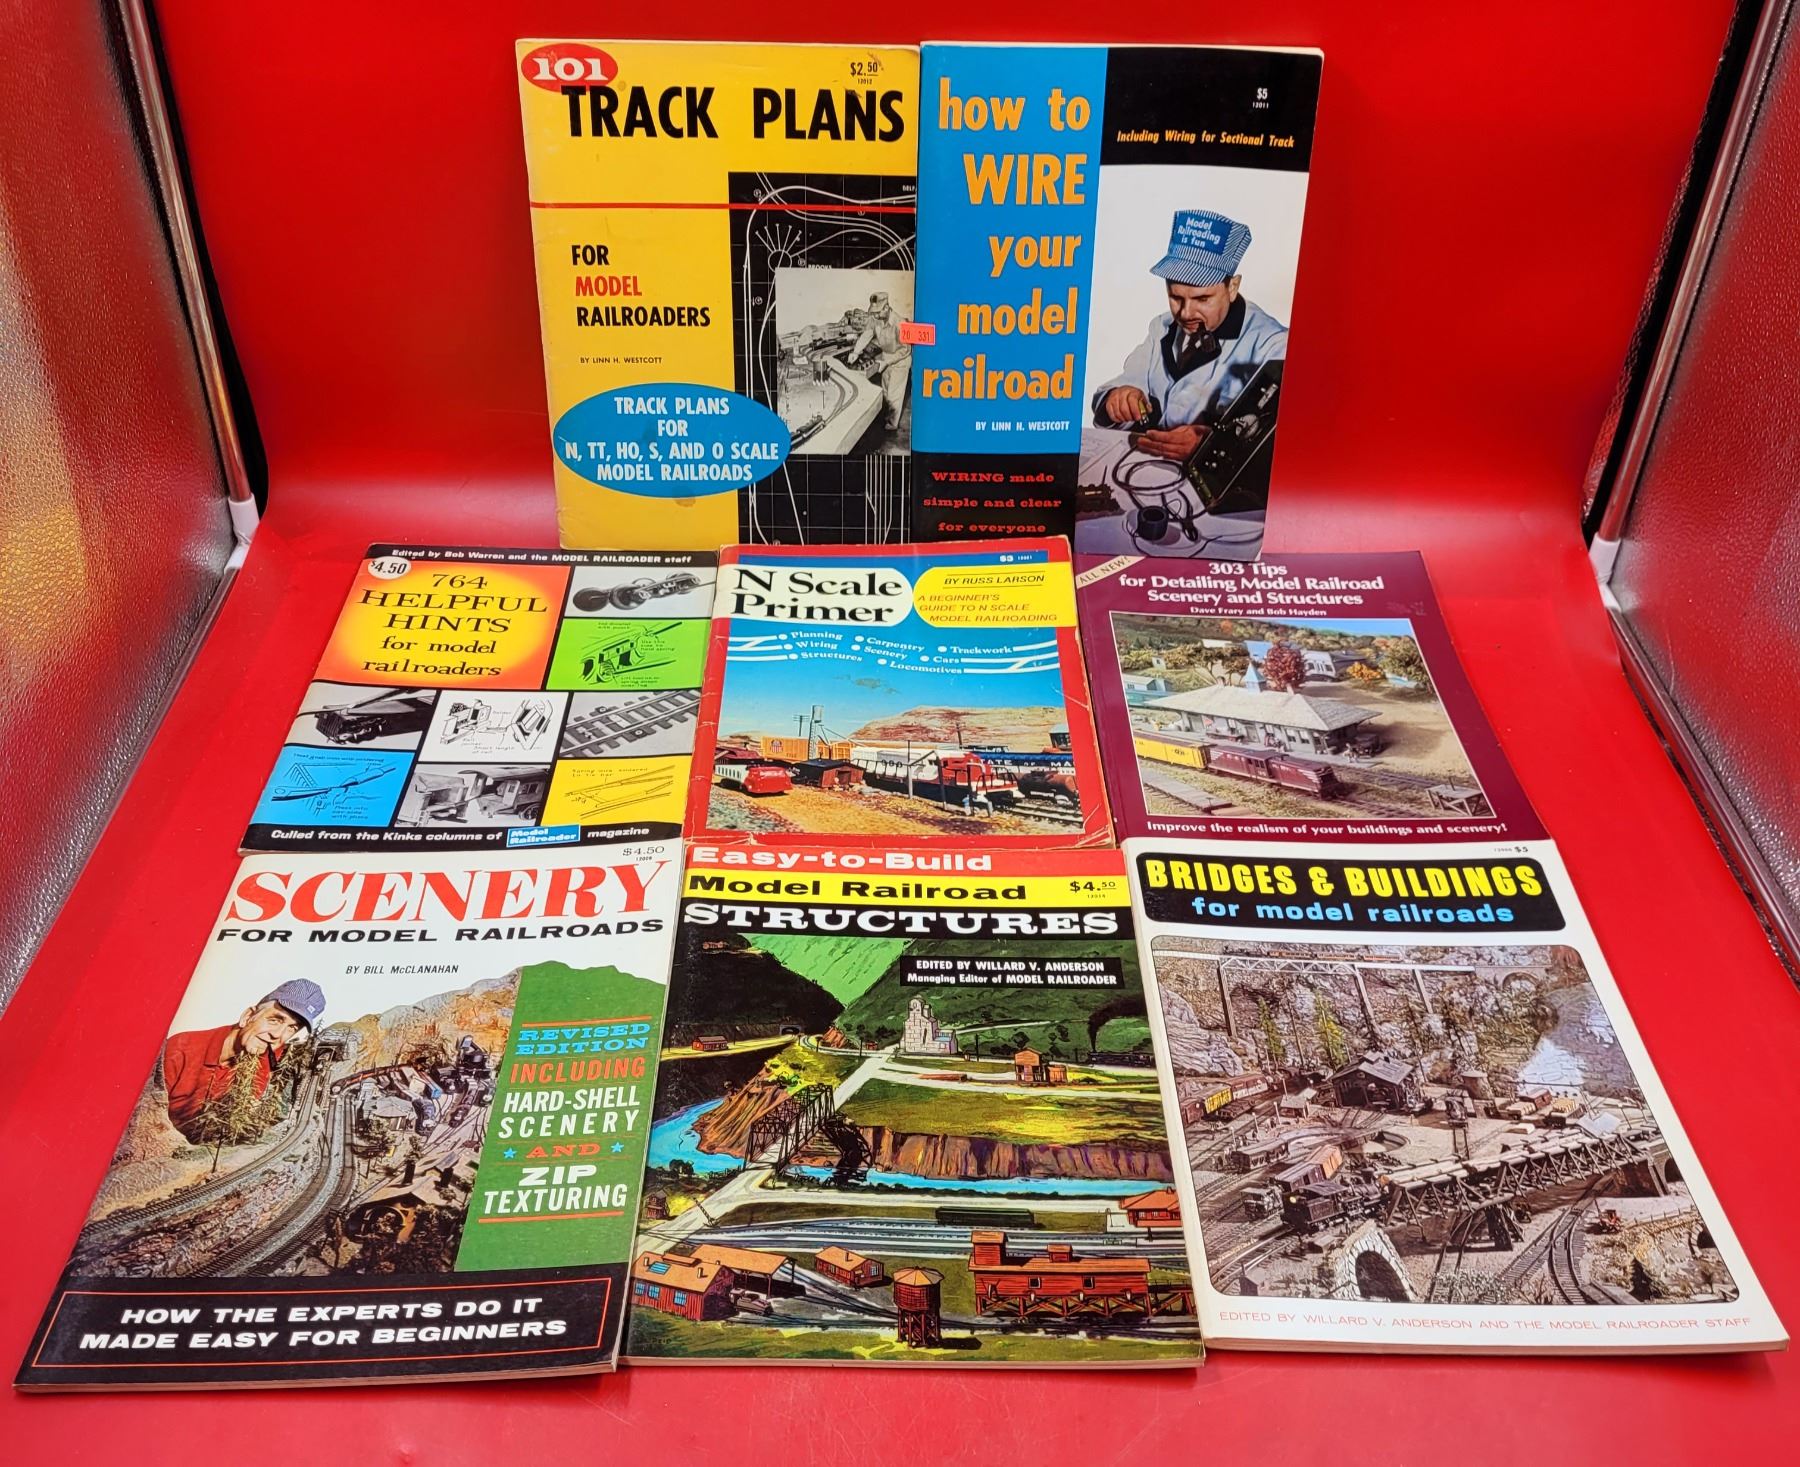 101
$2.50
12012
TRACK PLANS
FOR
MODEL
RAILROADERS
BY LINN H. WESTCOTT
TRACK PLANS
FOR
N, TT, HO, S, AND O SCALE
MODEL RAILROADS
20 331
how to
WIRE
your
model
railroad
BY LINN H. WESTCOTT
WIRING made
simple and clear
for everyone
$5
12011
Including Wiring for Sectional Track
Model
Railroading
is fun
Edited by Bob Warren and the MODEL RAILROADER staff
$4.50
764
HELPFUL
HINTS
for model
railroaders
Culled from the Kinks columns of Model Railroader magazine
$3
N Scale
Primer
BY RUSS LARSON
A BEGINNER'S
GUIDE TO N SCALE
MODEL RAILROADING
Planning
Carpentry
Trackwork
Wiring
Scenery
Cars
Structures
Locomotives
ALL NEW!
303 Tips
for Detailing Model Railroad
Scenery and Structures
Dave Frary and Bob Hayden
Improve the realism of your buildings and scenery!
$4.50
SCENERY
FOR MODEL RAILROADS
BY BILL McCLANAHAN
REVISED
EDITION
INCLUDING
HARD-SHELL
SCENERY
AND
ZIP
TEXTURING
HOW THE EXPERTS DO IT
MADE EASY FOR BEGINNERS
Easy-to-Build
Model Railroad
$4.50
12014
STRUCTURES
EDITED BY WILLARD V. ANDERSON
Managing Editor of MODEL RAILROADER
$5
BRIDGES & BUILDINGS
for model railroads
EDITED BY WILLARD V. ANDERSON AND THE MODEL RAILROADER STAFF